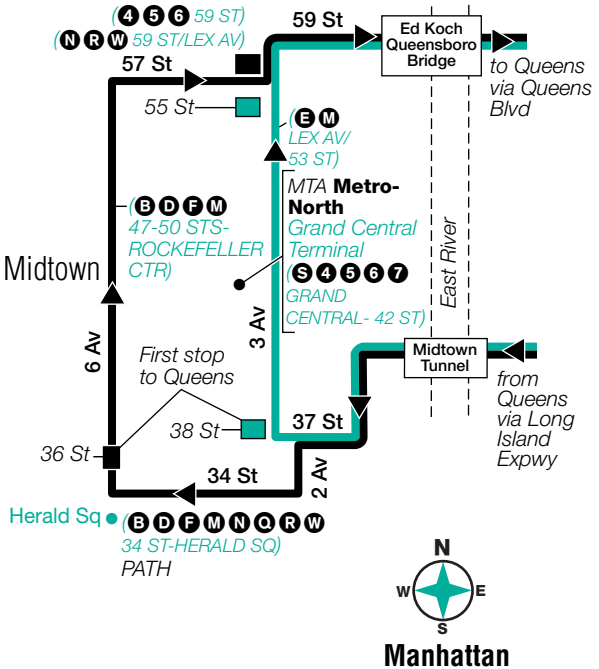 (4 5 6 59 ST)
(N R W 59 ST/LEX AV)
59 St
Ed Koch
Queensboro
Bridge
57 St
to Queens
via Queens
Blvd
55 St
(E M
LEX AV/
53 ST)
MTA Metro-
North
Grand Central
Terminal
(S 4 5 6 7
GRAND
CENTRAL- 42 ST)
(B D F M
47-50 STS-
ROCKEFELLER
CTR)
Midtown
East River
3 Av
6 Av
First stop
to Queens
Midtown
Tunnel
from
Queens
via Long
Island
Expwy
38 St
37 St
36 St
34 St
2 Av
Herald Sq
(B D F M N Q R W
34 ST-HERALD SQ)
PATH
N
W
E
S
Manhattan